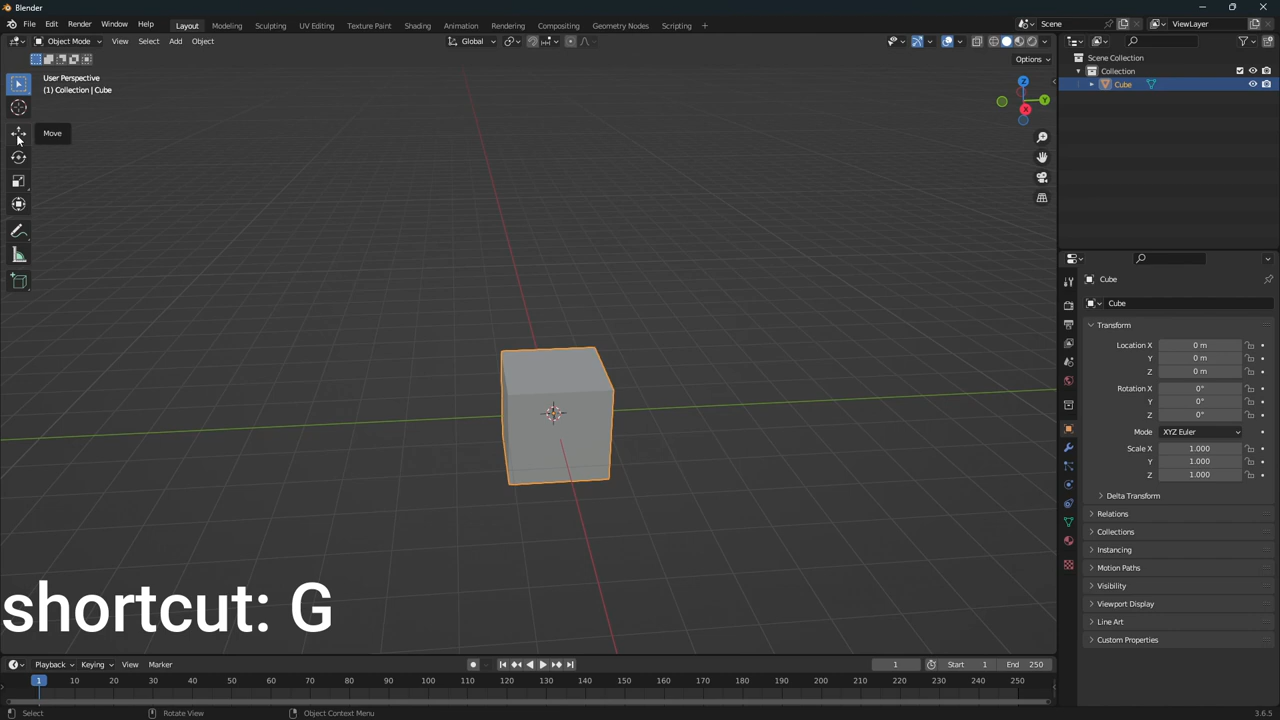 Blender
File Edit Render Window Help
Layout Modeling Sculpting UV Editing Texture Paint Shading Animation Rendering Compositing Geometry Nodes Scripting +
Scene
ViewLayer
Object Mode View Select Add Object
Global
Options
User Perspective
(1) Collection | Cube
Move
Z
Y
X
Scene Collection
Collection
Cube
Cube
Cube
Transform
Location X 0 m
Y 0 m
Z 0 m
Rotation X 0°
Y 0°
Z 0°
Mode XYZ Euler
Scale X 1.000
Y 1.000
Z 1.000
Delta Transform
Relations
Collections
Instancing
Motion Paths
Visibility
Viewport Display
Line Art
Custom Properties
shortcut: G
Playback Keying View Marker
1 Start 1 End 250
1 10 20 30 40 50 60 70 80 90 100 110 120 130 140 150 160 170 180 190 200 210 220 230 240 250
Select Rotate View Object Context Menu 3.6.5